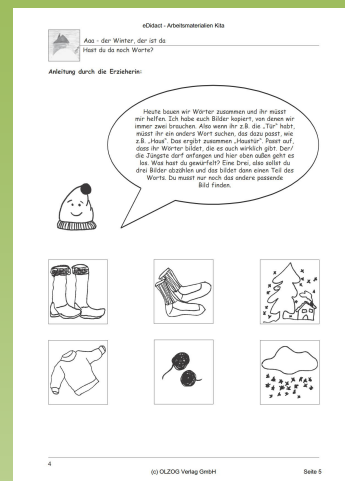 eDidact - Arbeitsmaterialien Kita
Aaa - der Winter, der ist da
Hast du da noch Worte?
Anleitung durch die Erzieherin:
Heute bauen wir Wörter zusammen und ihr müsst
mir helfen. Ich habe euch Bilder kopiert, von denen wir
immer zwei brauchen. Also wenn ihr z.B. die „Tür" habt,
müsst ihr ein anders Wort suchen, das dazu passt, wie
z.B. „Haus". Das ergibt zusammen „Haustür". Passt auf,
dass ihr Wörter bildet, die es auch wirklich gibt. Der/
die Jüngste darf anfangen und hier oben außen geht es
los. Was hast du gewürfelt? Eine Drei, also sollst du
drei Bilder abzählen und das bildet dann einen Teil des
Worts. Du musst nur noch das andere passende
Bild finden.
4
(c) OLZOG Verlag GmbH
Seite 5